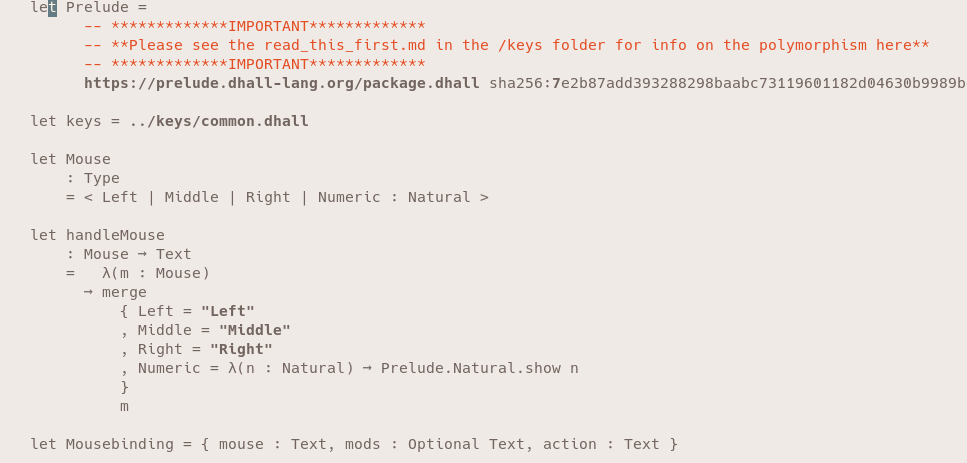 let Prelude =
      -- *************IMPORTANT*************
      -- **Please see the read_this_first.md in the /keys folder for info on the polymorphism here**
      -- *************IMPORTANT*************
      https://prelude.dhall-lang.org/package.dhall sha256:7e2b87add393288298baabc73119601182d04630b9989b
let keys = ../keys/common.dhall
let Mouse
    : Type
    = < Left | Middle | Right | Numeric : Natural >
let handleMouse
    : Mouse → Text
    =   λ(m : Mouse)
      → merge
          { Left = "Left"
          , Middle = "Middle"
          , Right = "Right"
          , Numeric = λ(n : Natural) → Prelude.Natural.show n
          }
          m
let Mousebinding = { mouse : Text, mods : Optional Text, action : Text }